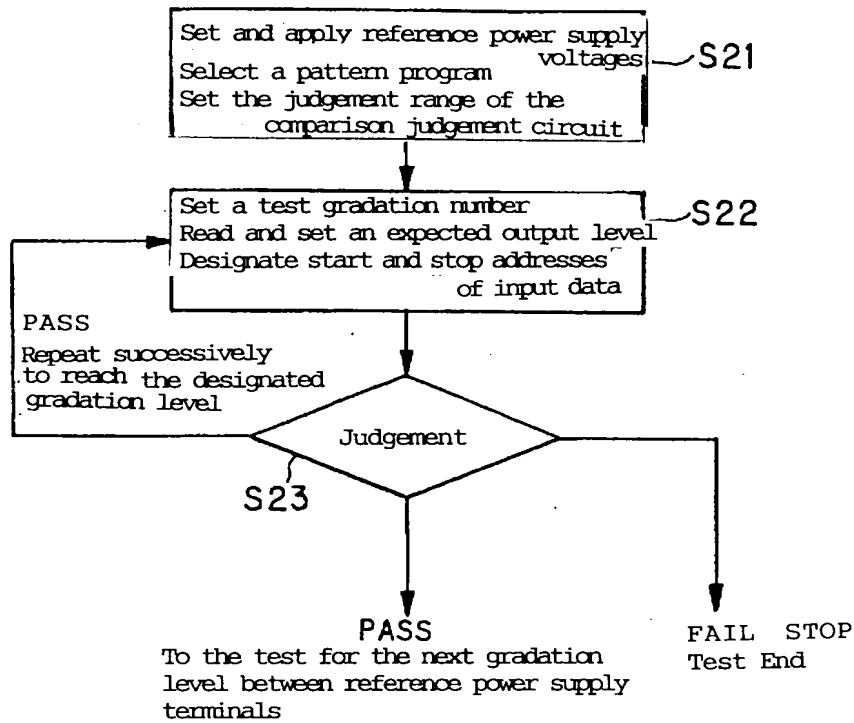 Set and apply reference power supply
voltages
S21
Select a pattern program
Set the judgement range of the
comparison judgement circuit
Set a test gradation number
S22
Read and set an expected output level
Designate start and stop addresses
of input data
PASS
Repeat successively
to reach the designated
gradation level
Judgement
S23
PASS
To the test for the next gradation
level between reference power supply
terminals
FAIL STOP
Test End